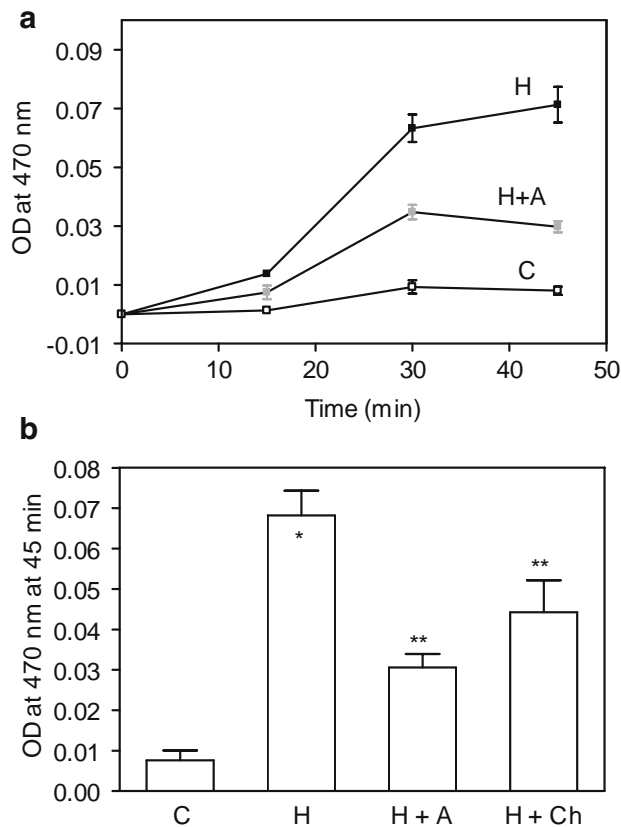 a
0.09
0.07
0.05
0.03
0.01
-0.01
OD at 470 nm
H
H+A
C
0 10 20 30 40 50
Time (min)
b
0.08
0.07
0.06
0.05
0.04
0.03
0.02
0.01
0.00
OD at 470 nm at 45 min
*
**
**
C H H + A H + Ch